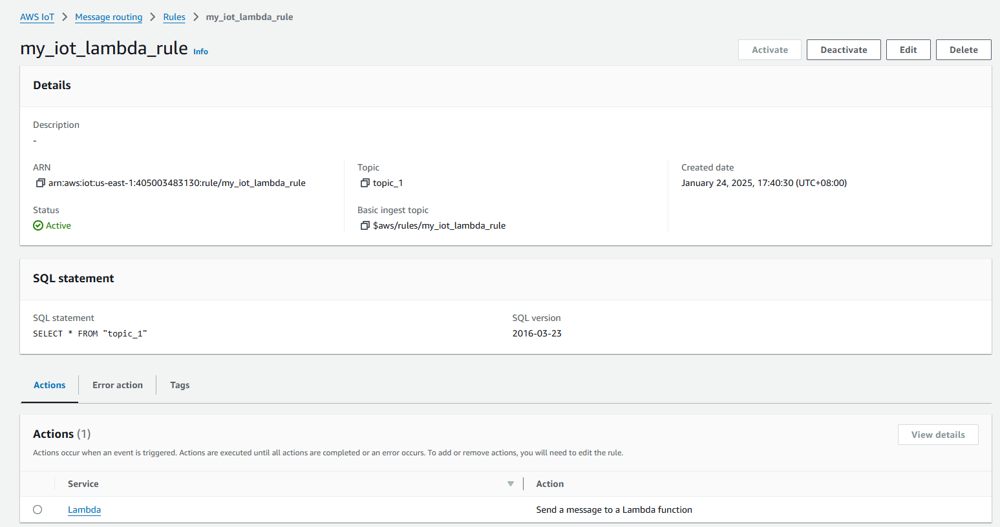 AWS IoT > Message routing > Rules > my_iot_lambda_rule
my_iot_lambda_rule Info
Activate Deactivate Edit Delete
Details
Description
-
ARN
arn:aws:iot:us-east-1:405003483130:rule/my_iot_lambda_rule
Status
Active
Topic
topic_1
Basic ingest topic
$aws/rules/my_iot_lambda_rule
Created date
January 24, 2025, 17:40:30 (UTC+08:00)
SQL statement
SQL statement
SELECT * FROM "topic_1"
SQL version
2016-03-23
Actions Error action Tags
Actions (1)
View details
Actions occur when an event is triggered. Actions are executed until all actions are completed or an error occurs. To add or remove actions, you will need to edit the rule.
Service Action
Lambda Send a message to a Lambda function